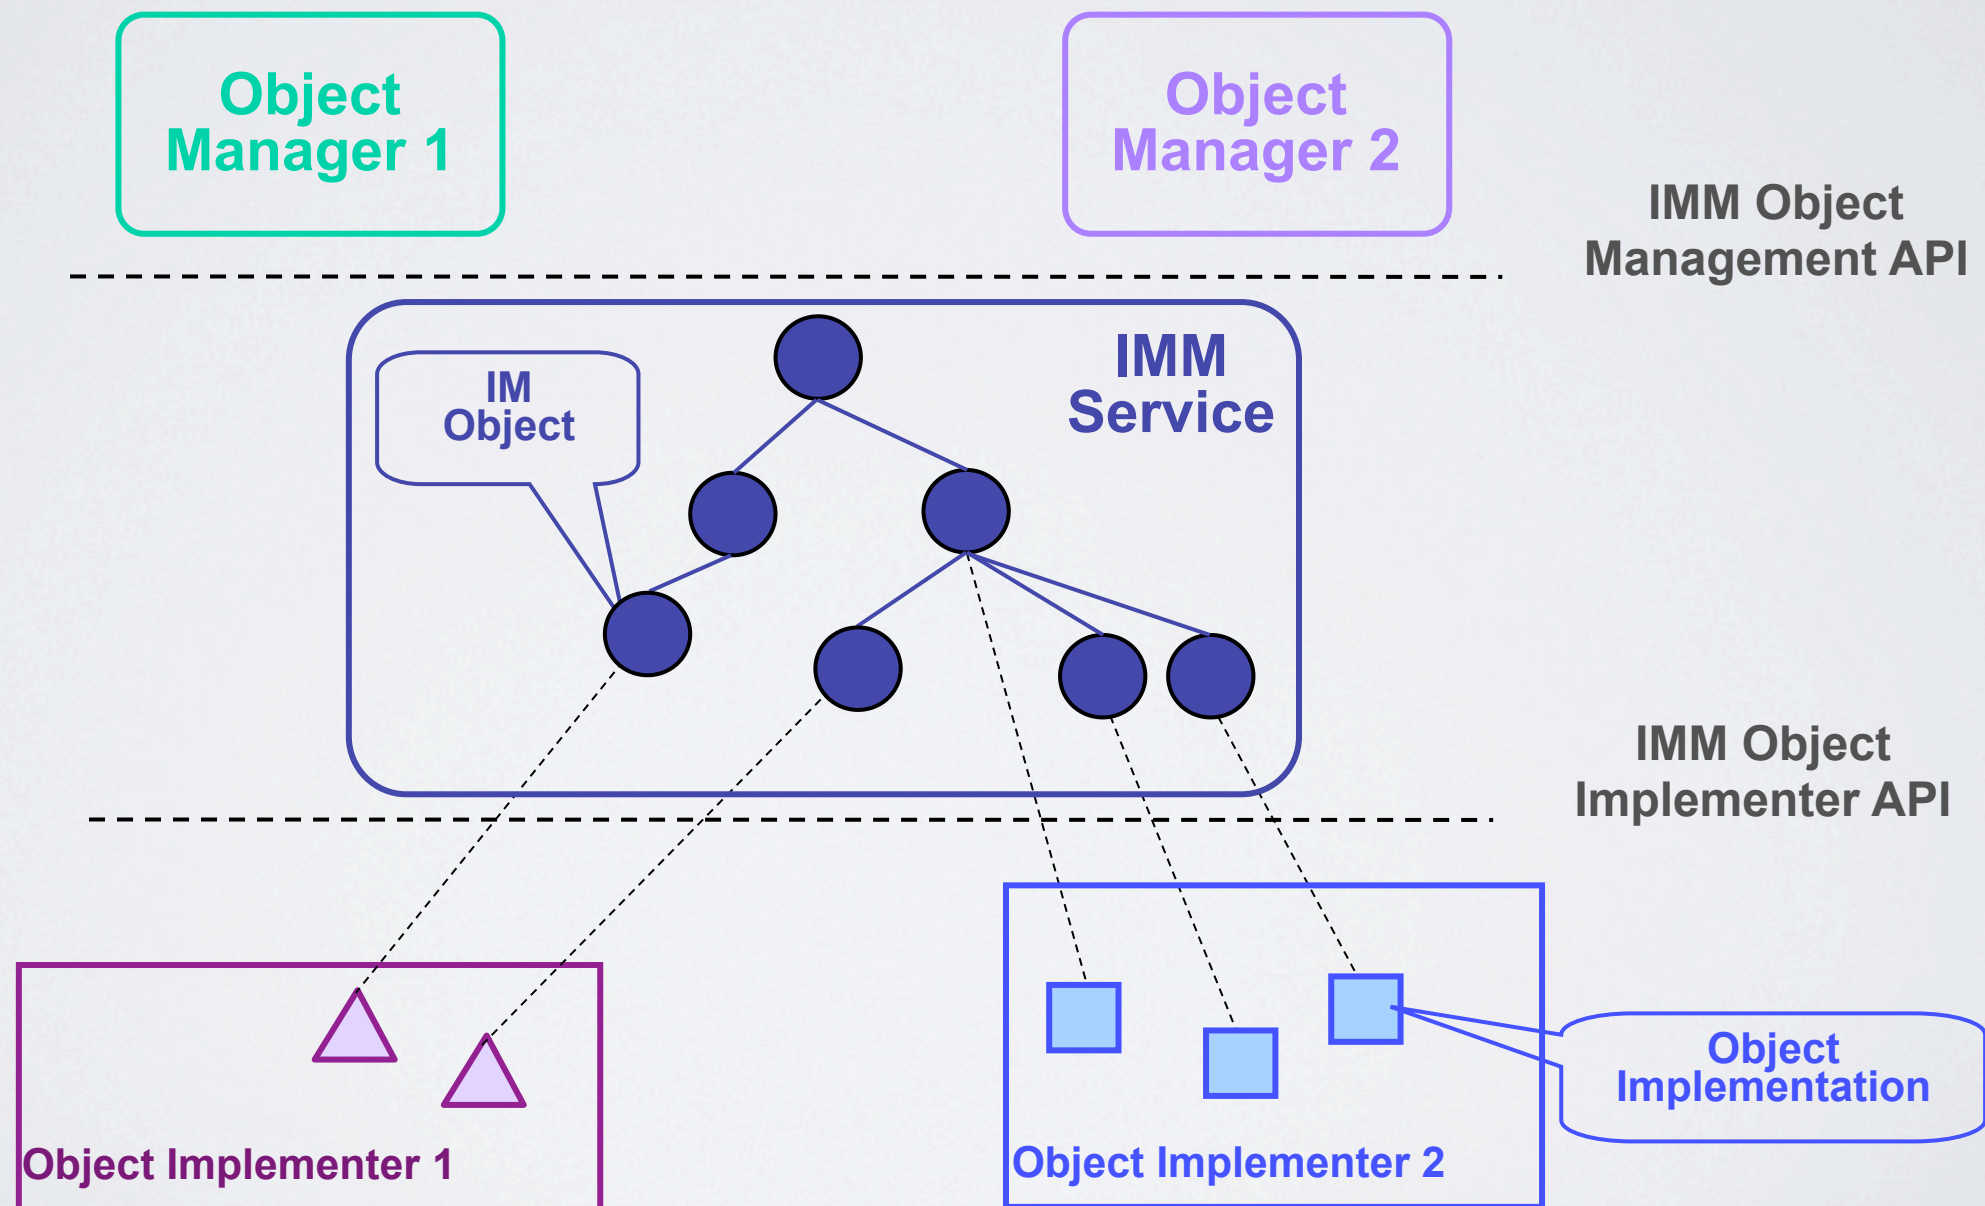 Object
Manager 1
Object
Manager 2
IMM Object
Management API
IMM
Service
IM
Object
IMM Object
Implementer API
Object
Implementation
Object Implementer 1
Object Implementer 2